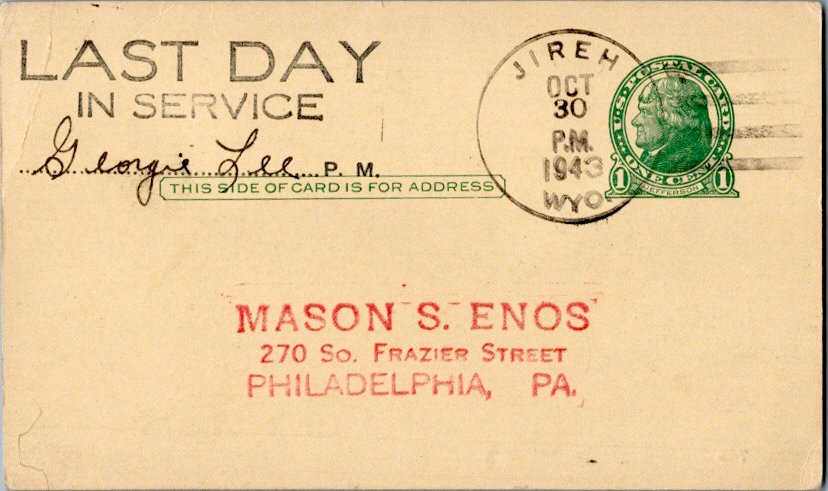 LAST DAY
IN SERVICE
Georgie Lee P. M.
THIS SIDE OF CARD IS FOR ADDRESS
JIREH
OCT
30
P.M.
1943
WYO.
U.S. POSTAL CARD
ONE CENT
1 JEFFERSON 1
MASON S. ENOS
270 SO. FRAZIER STREET
PHILADELPHIA, PA.